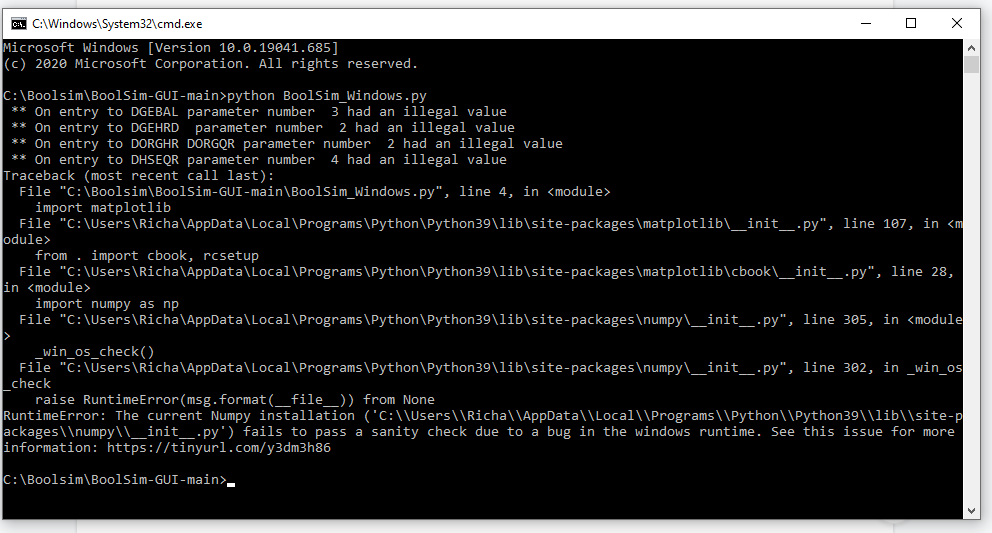 C:\Windows\System32\cmd.exe
Microsoft Windows [Version 10.0.19041.685]
(c) 2020 Microsoft Corporation. All rights reserved.
C:\Boolsim\BoolSim-GUI-main>python BoolSim_Windows.py
** On entry to DGEBAL parameter number  3 had an illegal value
** On entry to DGEHRD  parameter number  2 had an illegal value
** On entry to DORGHR DORGQR parameter number  2 had an illegal value
** On entry to DHSEQR parameter number  4 had an illegal value
Traceback (most recent call last):
File "C:\Boolsim\BoolSim-GUI-main\BoolSim_Windows.py", line 4, in <module>
import matplotlib
File "C:\Users\Richa\AppData\Local\Programs\Python\Python39\lib\site-packages\matplotlib\__init__.py", line 107, in <m
odule>
from . import cbook, rcsetup
File "C:\Users\Richa\AppData\Local\Programs\Python\Python39\lib\site-packages\matplotlib\cbook\__init__.py", line 28,
in <module>
import numpy as np
File "C:\Users\Richa\AppData\Local\Programs\Python\Python39\lib\site-packages\numpy\__init__.py", line 305, in <module
>
_win_os_check()
File "C:\Users\Richa\AppData\Local\Programs\Python\Python39\lib\site-packages\numpy\__init__.py", line 302, in _win_os
_check
raise RuntimeError(msg.format(__file__)) from None
RuntimeError: The current Numpy installation ('C:\\Users\\Richa\\AppData\\Local\\Programs\\Python\\Python39\\lib\\site-p
ackages\\numpy\\__init__.py') fails to pass a sanity check due to a bug in the windows runtime. See this issue for more
information: https://tinyurl.com/y3dm3h86
C:\Boolsim\BoolSim-GUI-main>